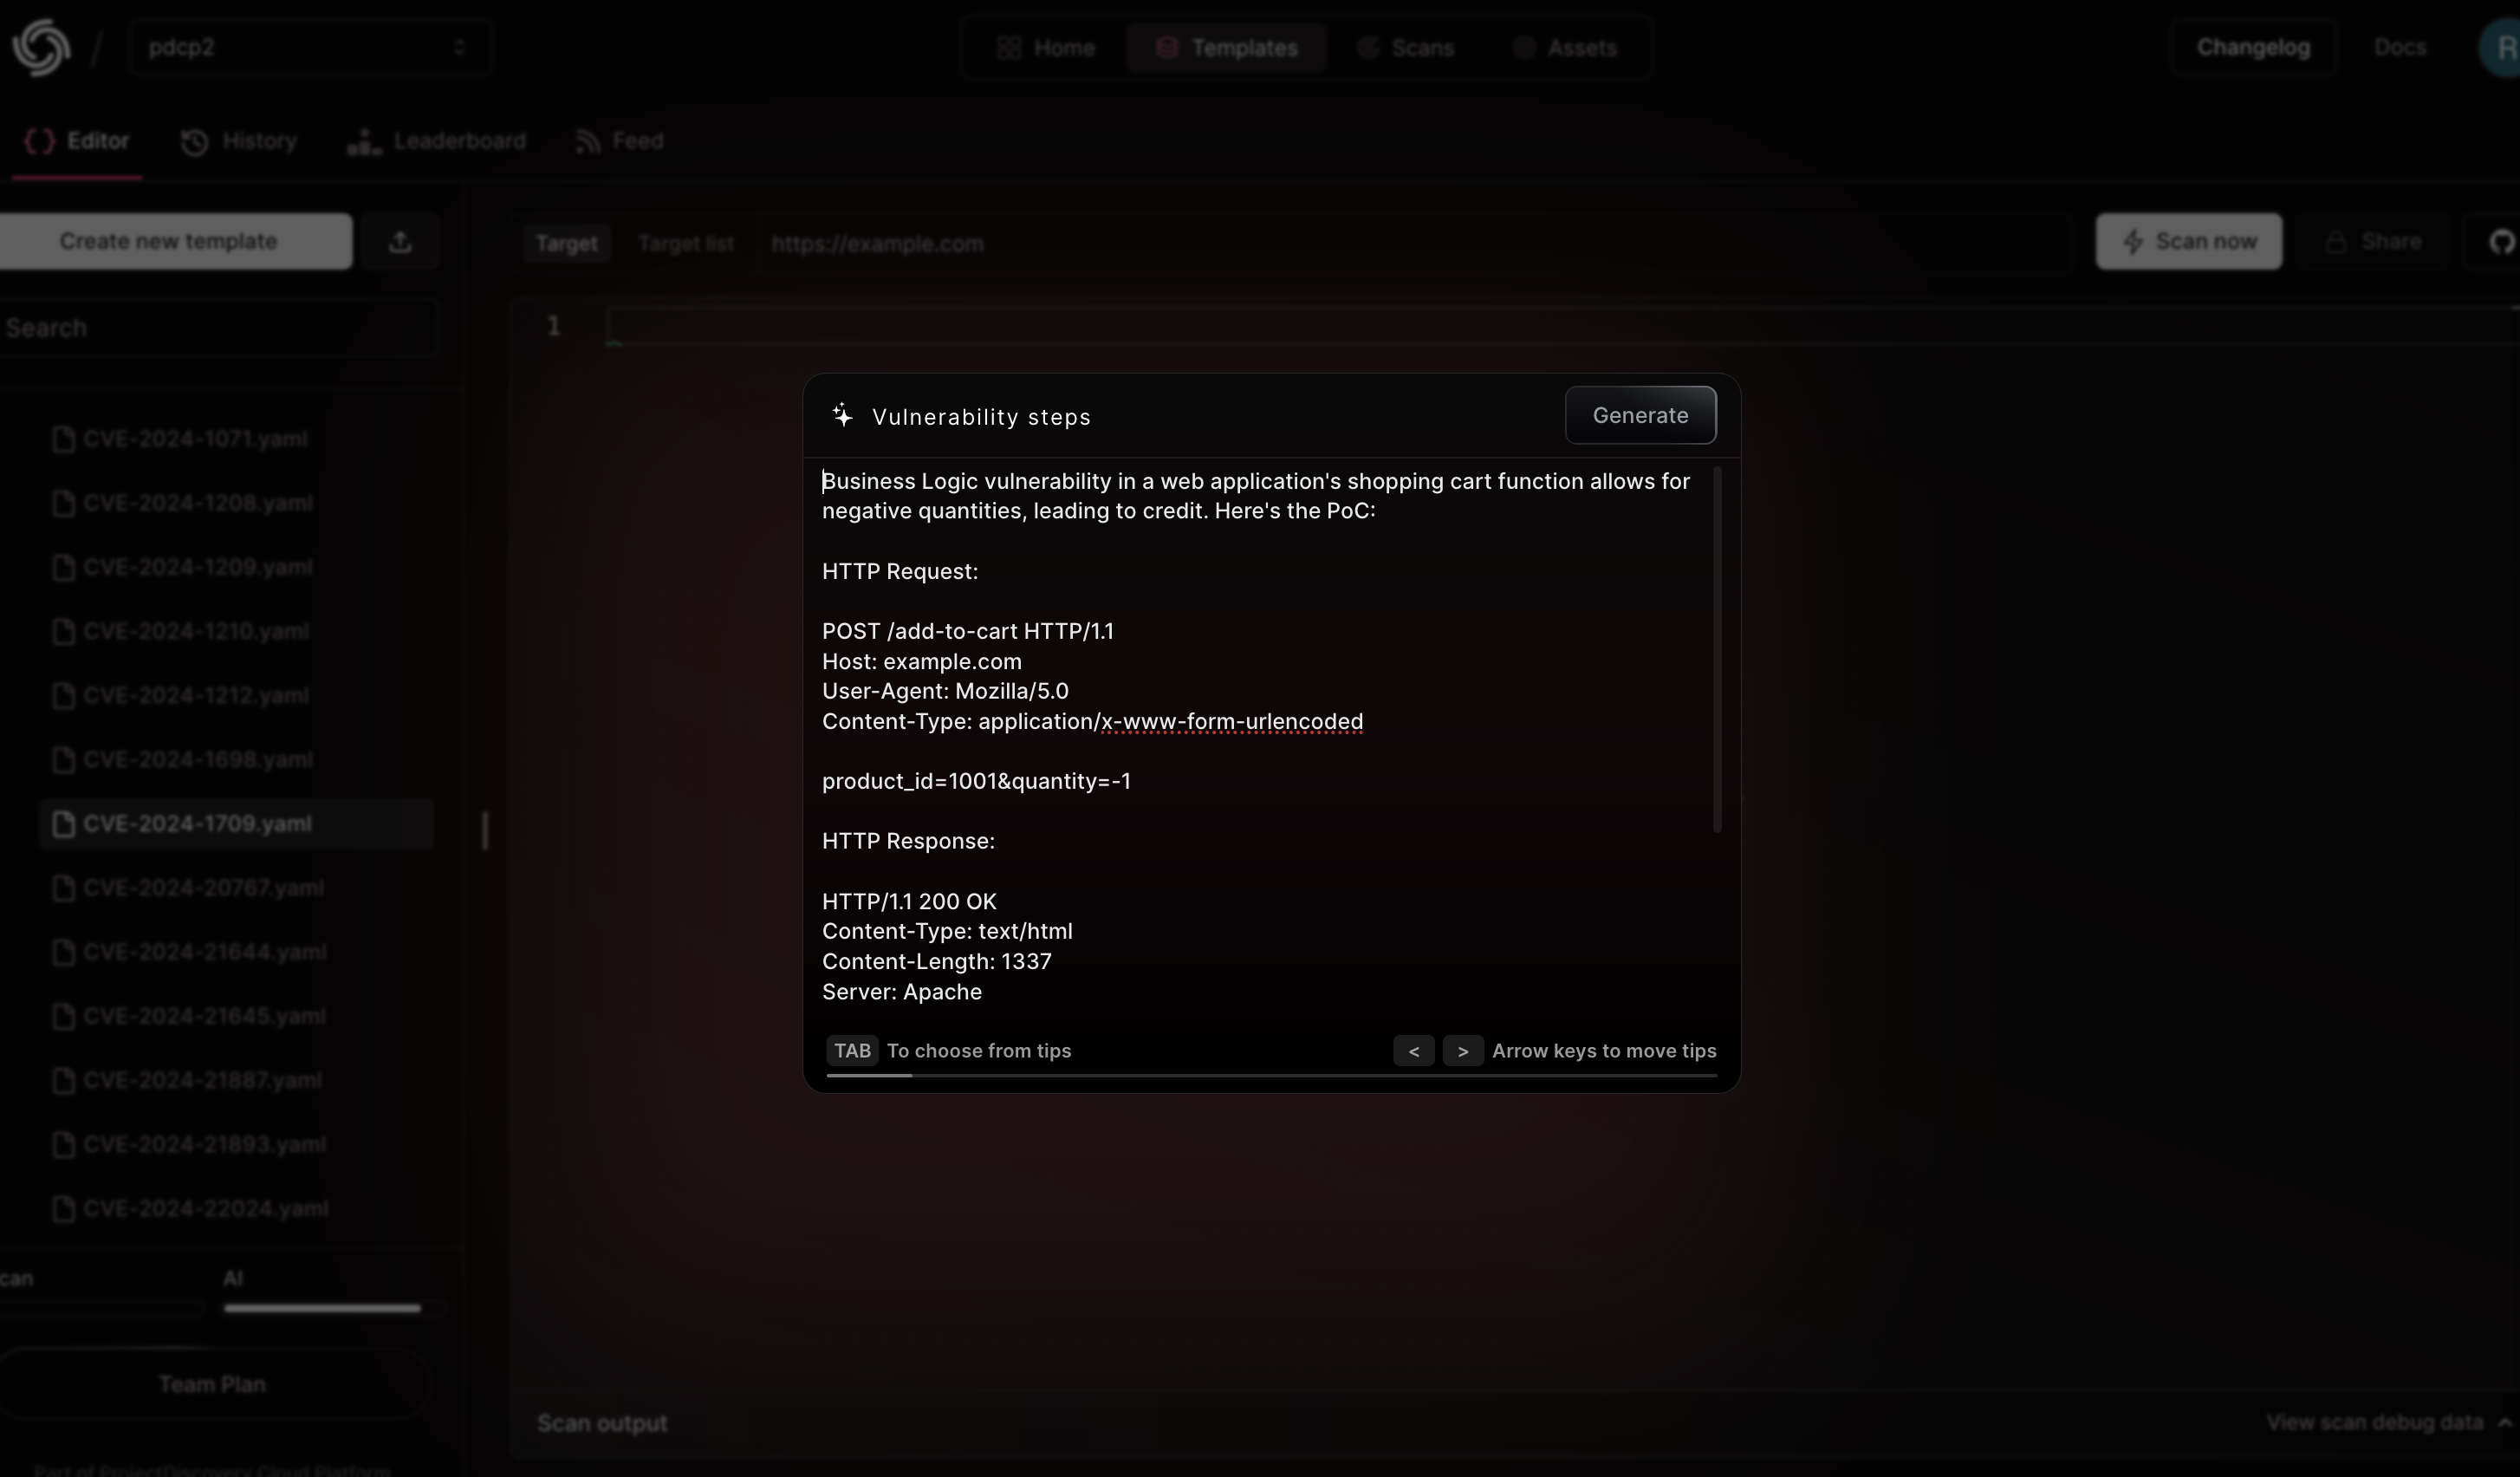 / pdcp2
Home
Templates
Scans
Assets
Changelog
Docs
R
Editor
History
Leaderboard
Feed
Create new template
Target
Target list
https://example.com
Scan now
Share
Search
1
CVE-2024-1071.yaml
CVE-2024-1208.yaml
CVE-2024-1209.yaml
CVE-2024-1210.yaml
CVE-2024-1212.yaml
CVE-2024-1698.yaml
CVE-2024-1709.yaml
CVE-2024-20767.yaml
CVE-2024-21644.yaml
CVE-2024-21645.yaml
CVE-2024-21887.yaml
CVE-2024-21893.yaml
CVE-2024-22024.yaml
can
AI
Team Plan
Part of ProjectDiscovery Cloud Platform
Vulnerability steps
Generate
Business Logic vulnerability in a web application's shopping cart function allows for
negative quantities, leading to credit. Here's the PoC:
HTTP Request:
POST /add-to-cart HTTP/1.1
Host: example.com
User-Agent: Mozilla/5.0
Content-Type: application/x-www-form-urlencoded
product_id=1001&quantity=-1
HTTP Response:
HTTP/1.1 200 OK
Content-Type: text/html
Content-Length: 1337
Server: Apache
TAB To choose from tips
< > Arrow keys to move tips
Scan output
View scan debug data